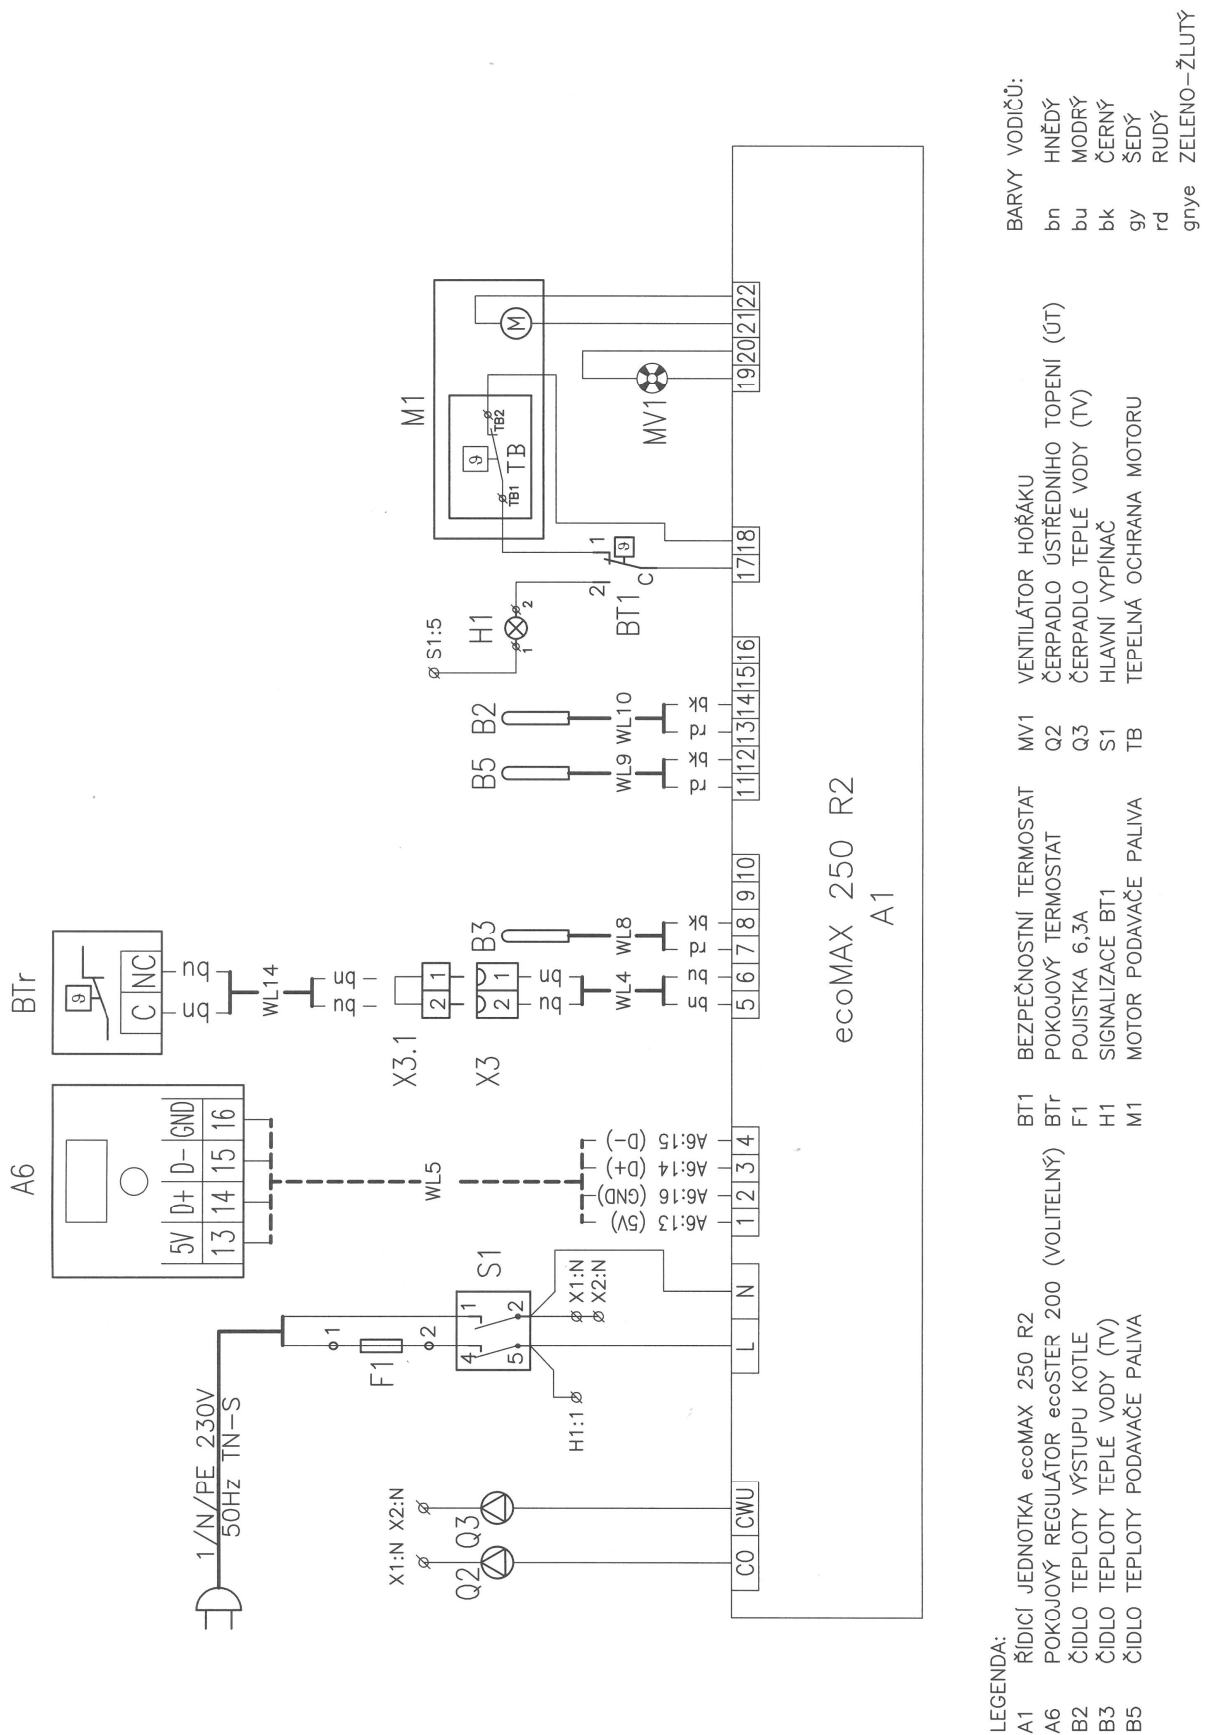 A6
5V D+ D- GND
13 14 15 16
BTr
C NC
bu bn
WL14
bu bn
X3.1
2 1
X3
2 1
bu bn
WL4
bn bu
B3
WL8
rd bk
1/N/PE 230V
50Hz TN-S
1
F1
2
S1
4 1
5 2
H1:1
X1:N
X2:N
X1:N X2:N
Q2 Q3
WL5
A6:13 (5V)
A6:16 (GND)
A6:14 (D+)
A6:15 (D-)
B5 B2
WL9 WL10
rd bk rd bk
S1:5
H1
1 2
BT1
2 1
C
ϑ
M1
ϑ
TB1 TB2
TB
M
MV1
CO CWU L N 1 2 3 4 5 6 7 8 9 10 11 12 13 14 15 16 17 18 19 20 21 22
ecoMAX 250 R2
A1
LEGENDA:
A1 ŘÍDICÍ JEDNOTKA ecoMAX 250 R2
A6 POKOJOVÝ REGULÁTOR ecoSTER 200 (VOLITELNÝ)
B2 ČIDLO TEPLOTY VÝSTUPU KOTLE
B3 ČIDLO TEPLOTY TEPLÉ VODY (TV)
B5 ČIDLO TEPLOTY PODAVAČE PALIVA
BT1 BEZPEČNOSTNÍ TERMOSTAT
BTr POKOJOVÝ TERMOSTAT
F1 POJISTKA 6,3A
H1 SIGNALIZACE BT1
M1 MOTOR PODAVAČE PALIVA
MV1 VENTILÁTOR HOŘÁKU
Q2 ČERPADLO ÚSTŘEDNÍHO TOPENÍ (ÚT)
Q3 ČERPADLO TEPLÉ VODY (TV)
S1 HLAVNÍ VYPÍNAČ
TB TEPELNÁ OCHRANA MOTORU
BARVY VODIČŮ:
bn HNĚDÝ
bu MODRÝ
bk ČERNÝ
gy ŠEDÝ
rd RUDÝ
gnye ZELENO-ŽLUTÝ